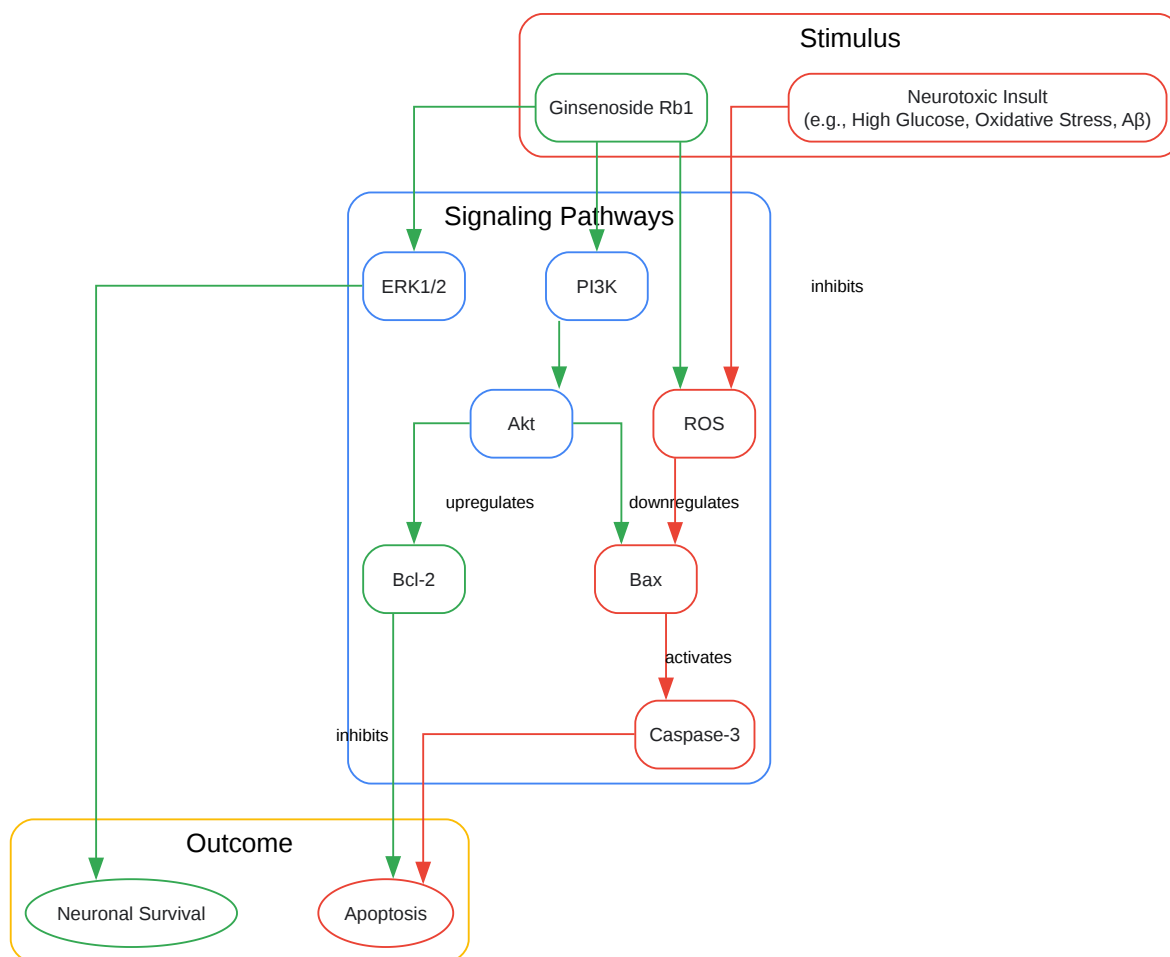 Stimulus
Ginsenoside Rb1
Neurotoxic Insult
(e.g., High Glucose, Oxidative Stress, Aβ)
Signaling Pathways
ERK1/2
PI3K
inhibits
Akt
ROS
upregulates
downregulates
Bcl-2
Bax
activates
inhibits
Caspase-3
Outcome
Neuronal Survival
Apoptosis